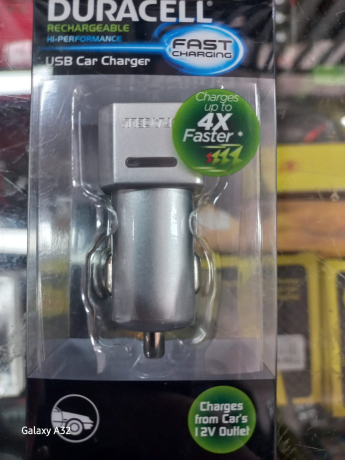 DURACELL
RECHARGEABLE
HI-PERFORMANCE
FAST
CHARGING
USB Car Charger
Charges
up to
4X
Faster*
Charges
from Car's
12V Outlet
Galaxy A32